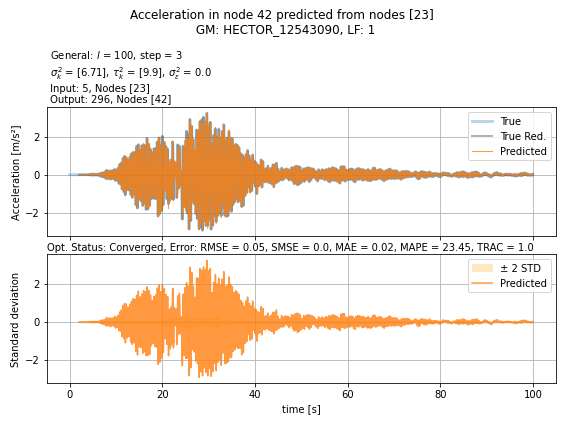 Acceleration in node 42 predicted from nodes [23]
GM: HECTOR_12543090, LF: 1
General: l = 100, step = 3
σ²ₖ = [6.71], τ²ₖ = [9.9], σ²ε = 0.0
Input: 5, Nodes [23]
Output: 296, Nodes [42]
Acceleration [m/s²]
2
0
−2
True
True Red.
Predicted
Opt. Status: Converged, Error: RMSE = 0.05, SMSE = 0.0, MAE = 0.02, MAPE = 23.45, TRAC = 1.0
Standard deviation
2
0
−2
± 2 STD
Predicted
0 20 40 60 80 100
time [s]